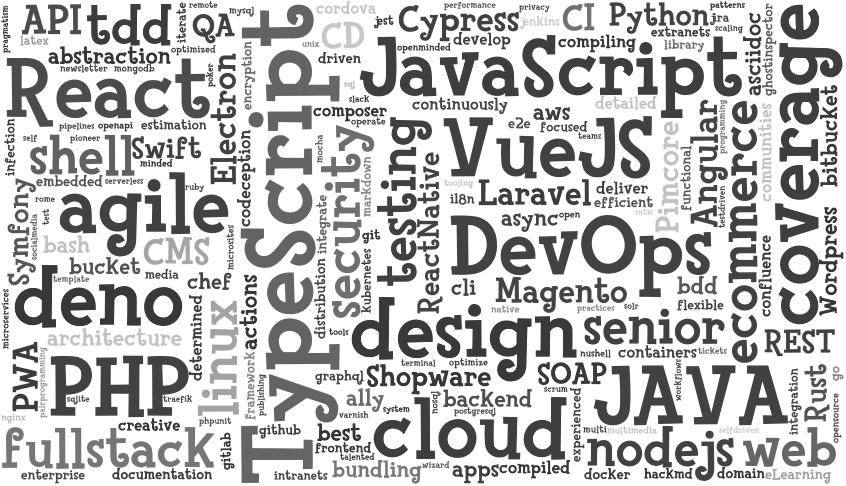 pragmatism
API
tdd
iterate
remote
QA
mysql
latex
abstraction
optimized
newsletter
mongodb
poker
React
Electron
encryption
TypeScript
unix
cordova
CD
driven
sql
slack
composer
operate
jest
Cypress
performance
privacy
jenkins
openminded
develop
CI
compiling
Python
patterns
jira
extranets
scaling
library
asciidoc
ghostinspector
coverage
JavaScript
continuously
detailed
aws
e2e
focused
teams
pipelines
openapi
estimation
infection
self
pioneer
shell
Swift
minded
embedded
serverless
codeception
mocha
security
markdown
testing
VueJS
tooling
Laravel
i18n
deliver
efficient
static
Pimcore
functional
Angular
programming
testdriven
ecommerce
communities
bitbucket
Symfony
rome
socialmedia
test
agile
ruby
bash
CMS
microsites
bucket
media
chef
integrate
distribution
git
kubernetes
ReactNative
async
open
DevOps
cli
Magento
bdd
flexible
native
practices
solr
confluence
Wordpress
microservices
template
deno
architecture
determined
linux
actions
tools
design
senior
REST
nushell
containers
tickets
PWA
pairprogramming
PHP
sqlite
traefik
framework
publishing
graphql
terminal
optimize
Shopware
SOAP
scrum
ally
varnish
system
nosql
backend
postgresql
experienced
JAVA
workflows
integration
Rust
go
opensource
nginx
creative
phpunit
fullstack
gitlab
github
best
frontend
talented
cloud
multi
multimedia
selfdriven
nodejs
web
enterprise
documentation
intranets
bundling
wizard
apps
compiled
docker
hackmd
domain
eLearning